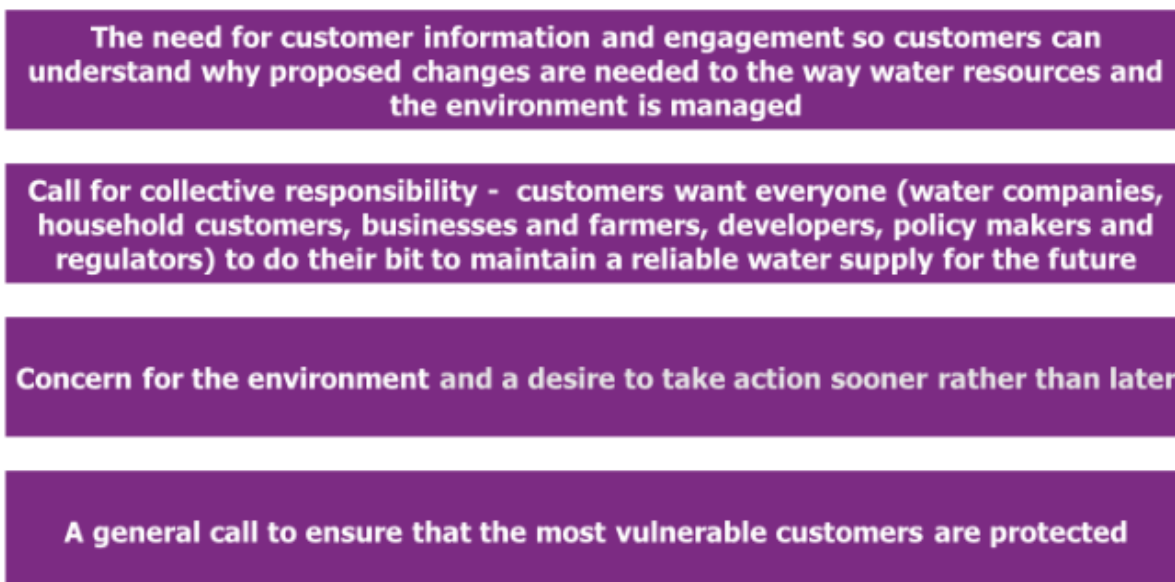 The need for customer information and engagement so customers can
understand why proposed changes are needed to the way water resources and
the environment is managed
Call for collective responsibility - customers want everyone (water companies,
household customers, businesses and farmers, developers, policy makers and
regulators) to do their bit to maintain a reliable water supply for the future
Concern for the environment and a desire to take action sooner rather than later
A general call to ensure that the most vulnerable customers are protected